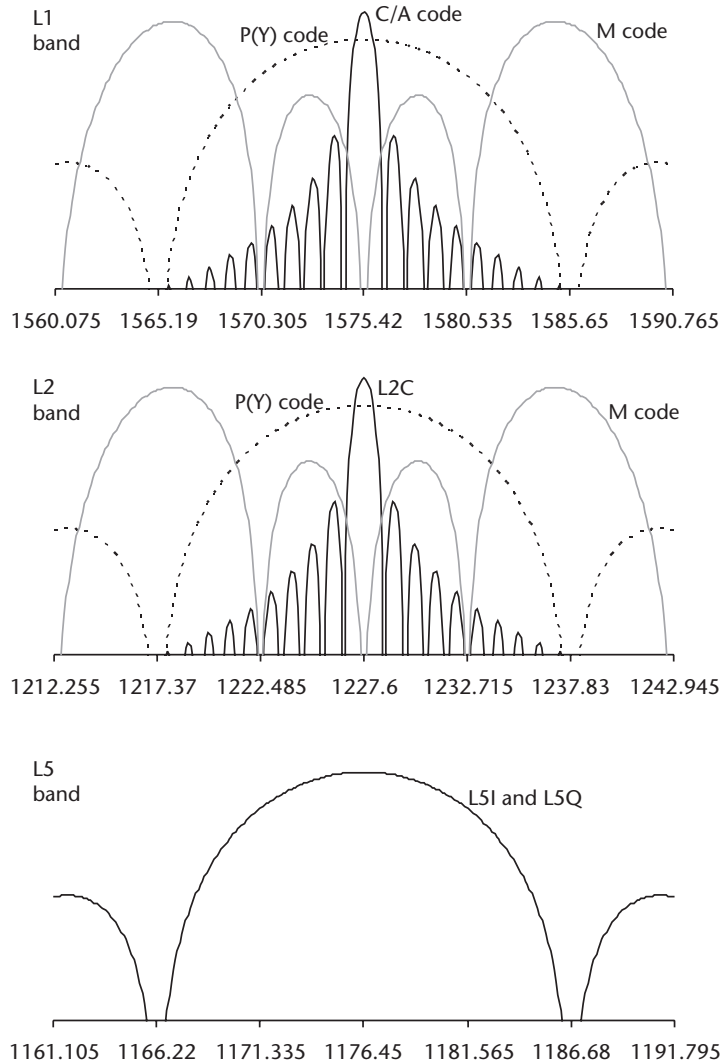 L1
band
P(Y) code
C/A code
M code
1560.075 1565.19 1570.305 1575.42 1580.535 1585.65 1590.765
L2
band
P(Y) code
L2C
M code
1212.255 1217.37 1222.485 1227.6 1232.715 1237.83 1242.945
L5
band
L5I and L5Q
1161.105 1166.22 1171.335 1176.45 1181.565 1186.68 1191.795